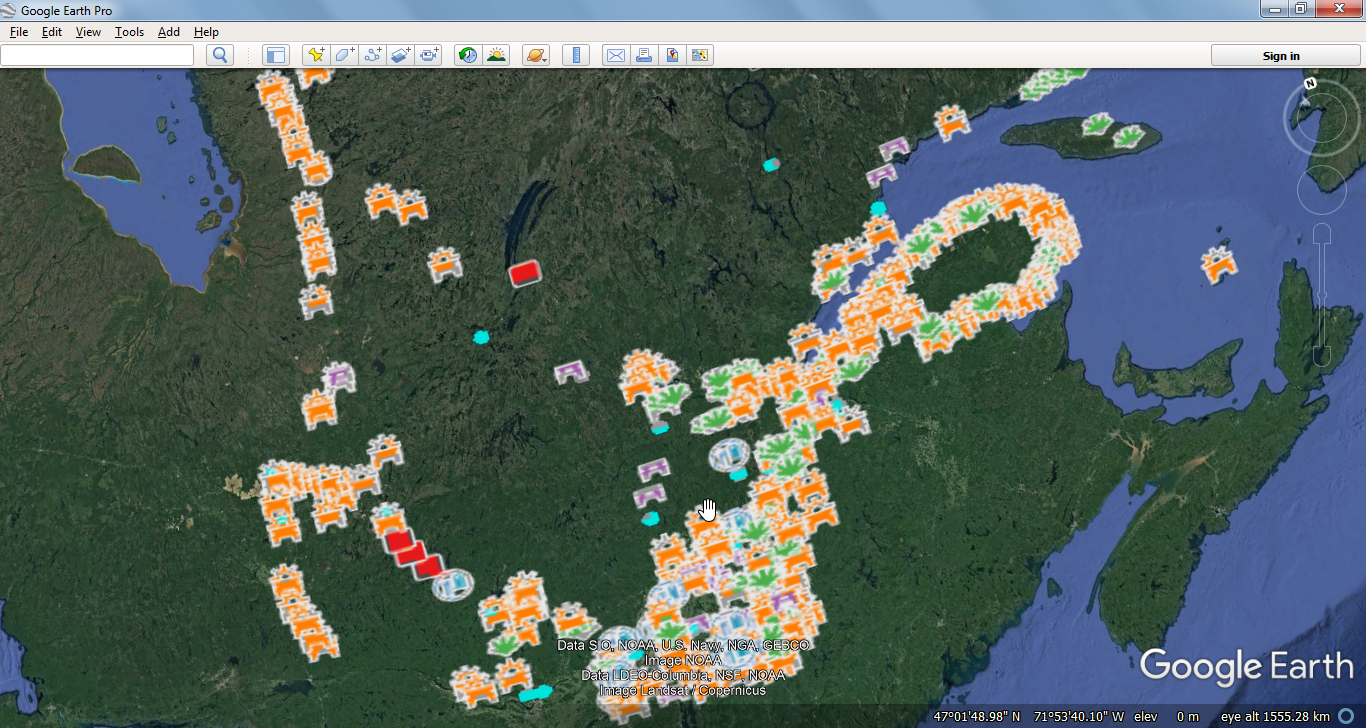 Google Earth Pro
File Edit View Tools Add Help
Sign in
N
Data SIO, NOAA, U.S. Navy, NGA, GEBCO
Image NOAA
Data LDEO-Columbia, NSF, NOAA
Image Landsat / Copernicus
Google Earth
47°01'48.98" N 71°53'40.10" W elev 0 m eye alt 1555.28 km